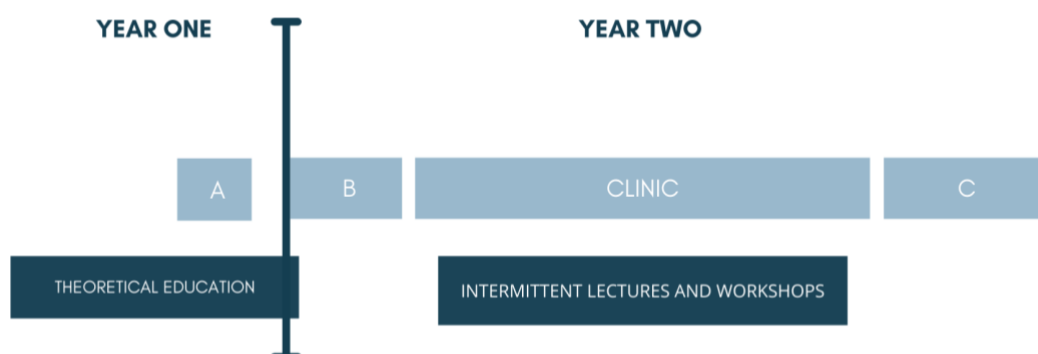 YEAR ONE
YEAR TWO
A
B
CLINIC
C
THEORETICAL EDUCATION
INTERMITTENT LECTURES AND WORKSHOPS